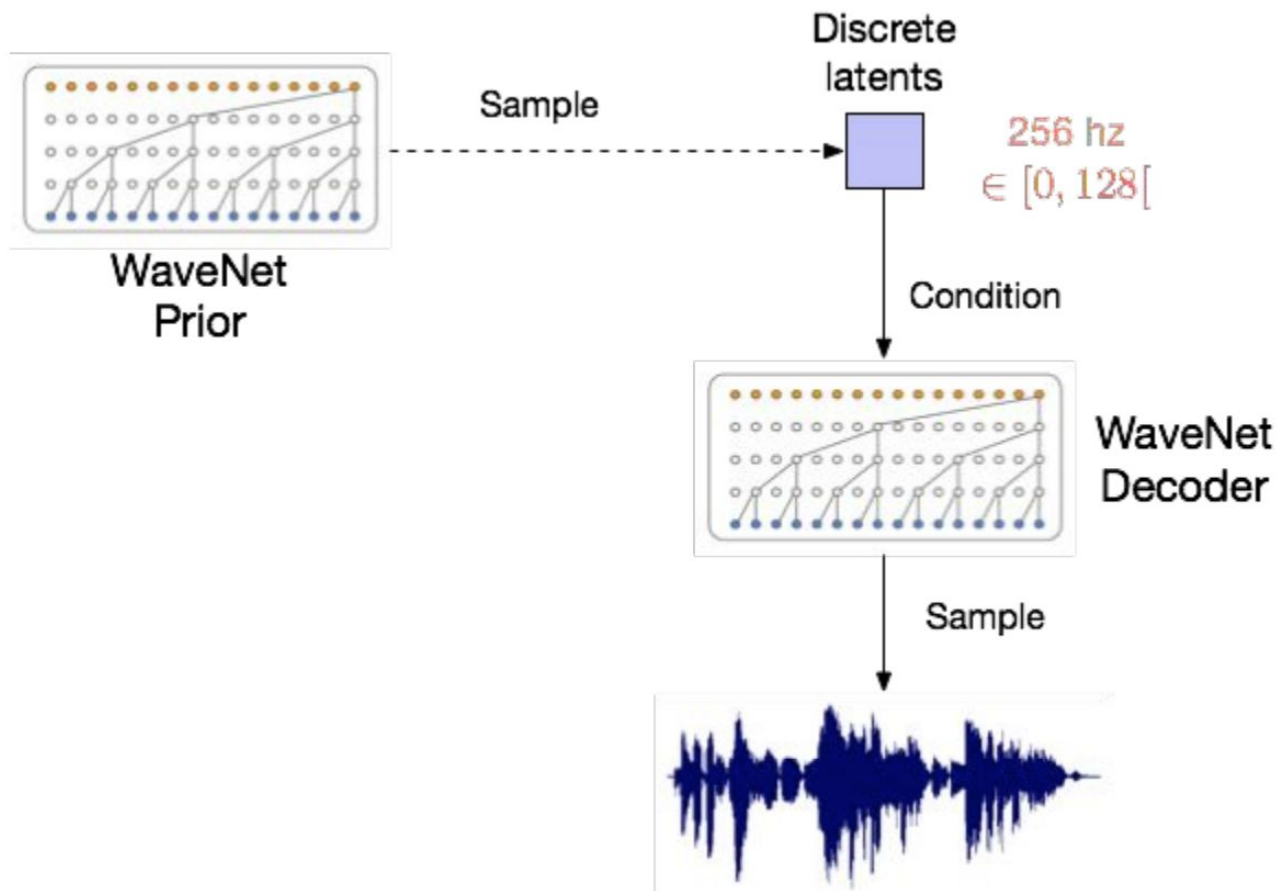 Discrete
latents
Sample
256 hz
∈ [0, 128[
WaveNet
Prior
Condition
WaveNet
Decoder
Sample